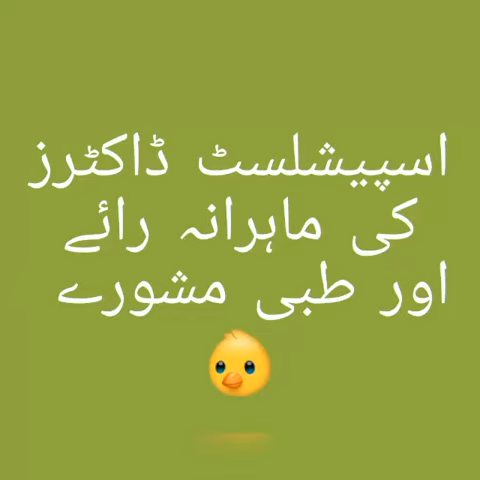 اسپیشلسٹ ڈاکٹرز
کی ماہرانہ رائے
اور طبی مشورے